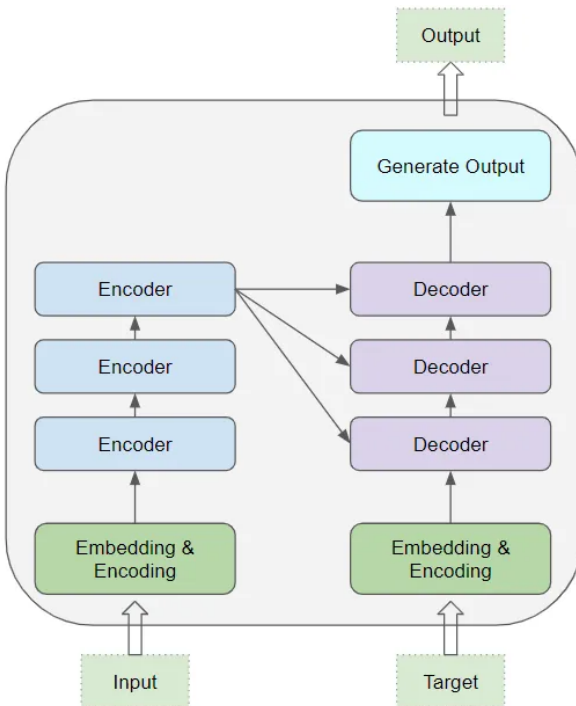 Output
Generate Output
Encoder
Decoder
Encoder
Decoder
Encoder
Decoder
Embedding &
Encoding
Embedding &
Encoding
Input
Target